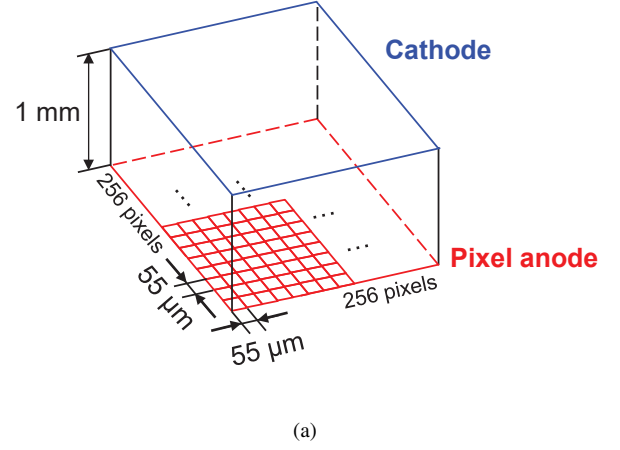 Cathode
1 mm
256 pixels
Pixel anode
55 µm
256 pixels
55 µm
(a)